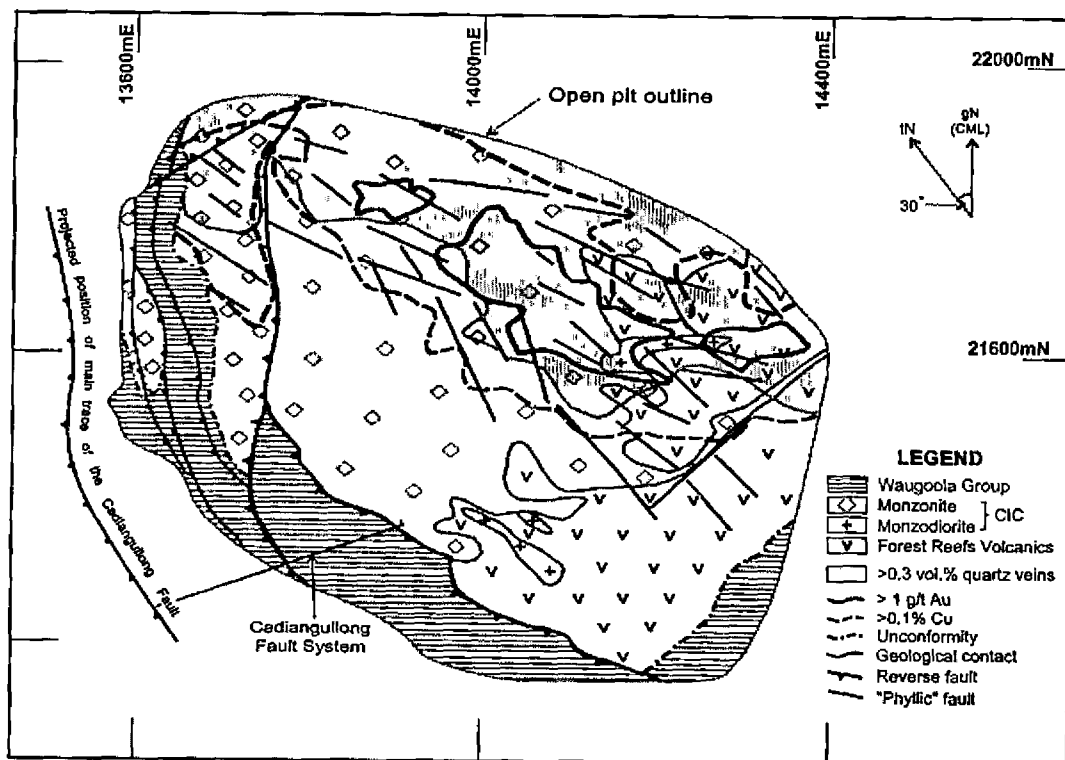 13600mE
14000mE
14400mE
22000mN
Open pit outline
tN
gN
(CML)
30°
21600mN
Projected position of main trace of the Cadiangullong Fault
Cadiangullong
Fault System
LEGEND
Waugoola Group
Monzonite
Monzodiorite
CIC
Forest Reefs Volcanics
>0.3 vol.% quartz veins
> 1 g/t Au
>0.1% Cu
Unconformity
Geological contact
Reverse fault
"Phyllic" fault